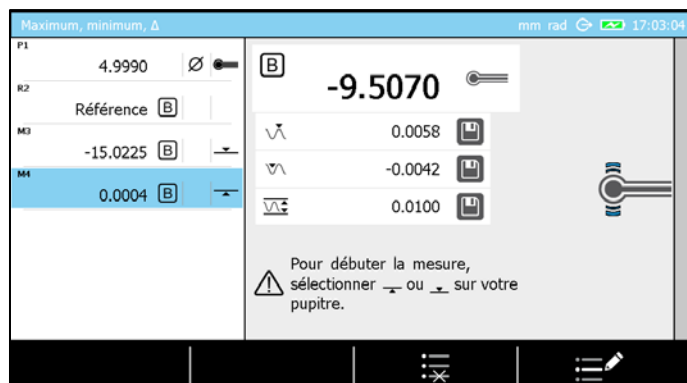 Maximum, minimum, Δ mm rad 17:03:04
P1
4.9990 Ø
R2
Référence B
M3
-15.0225 B
M4
0.0004 B
B
-9.5070
0.0058
-0.0042
0.0100
Pour débuter la mesure,
sélectionner ou sur votre
pupitre.